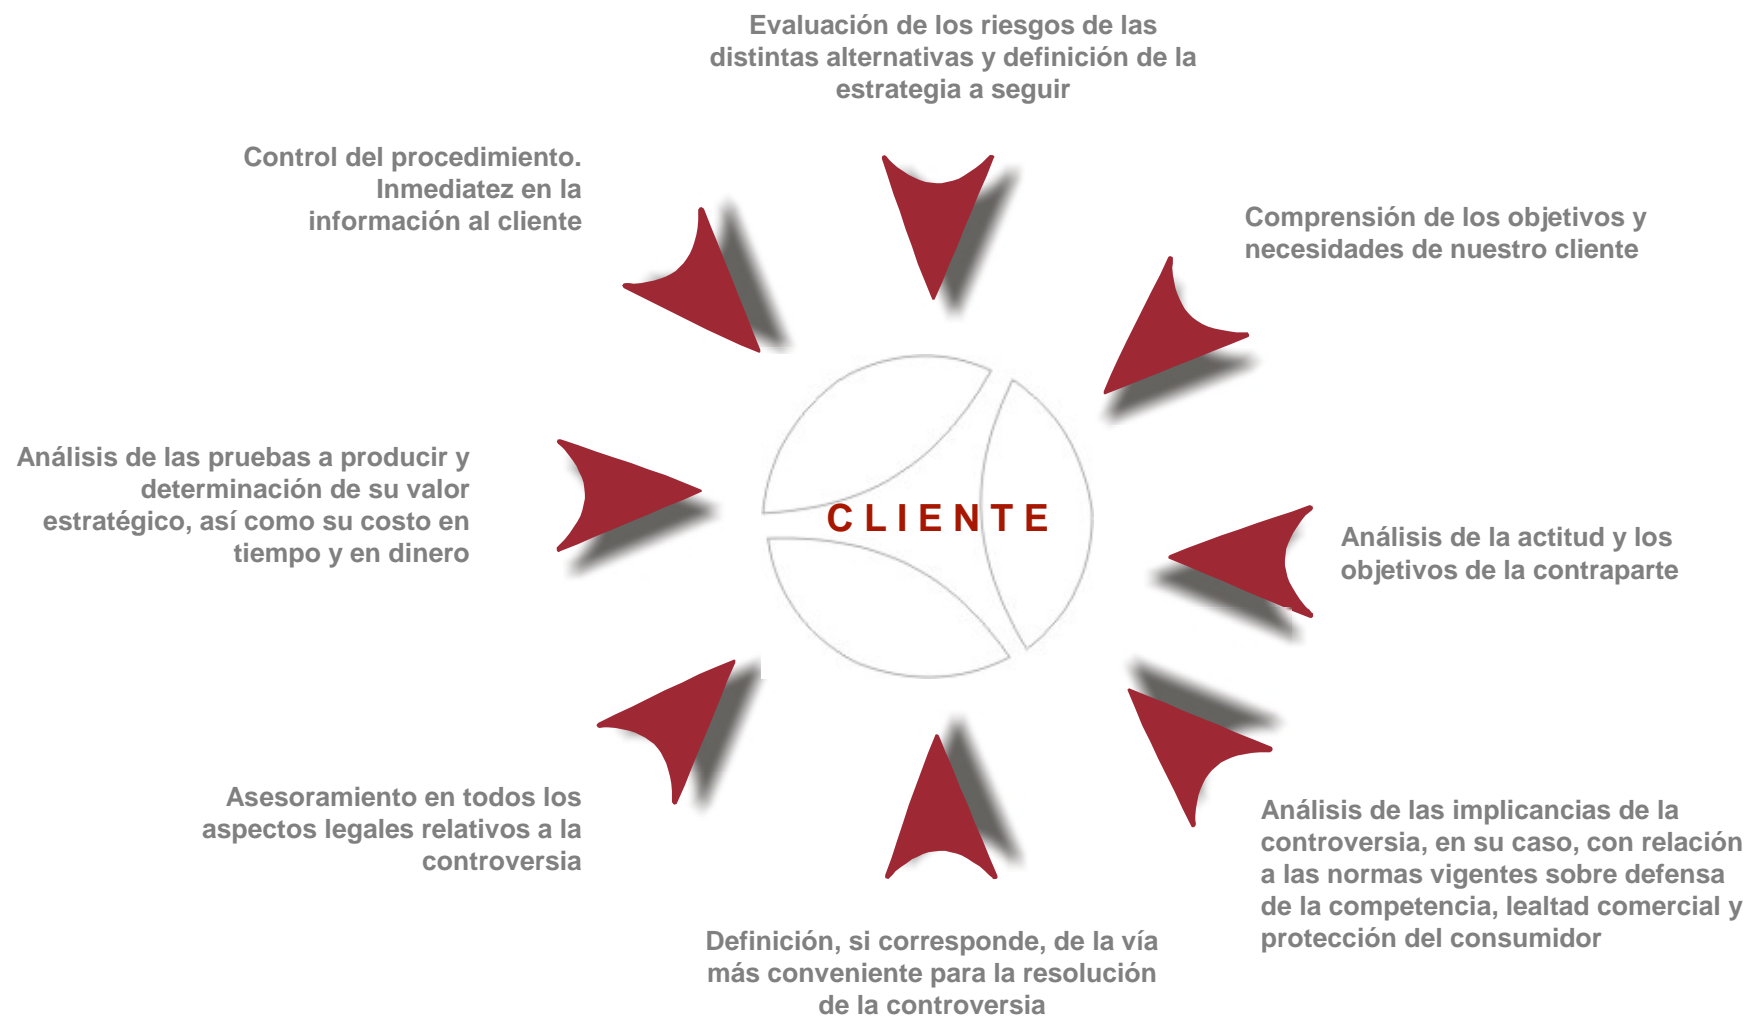 Evaluación de los riesgos de las
distintas alternativas y definición de la
estrategia a seguir
Control del procedimiento.
Inmediatez en la
información al cliente
Comprensión de los objetivos y
necesidades de nuestro cliente
Análisis de las pruebas a producir y
determinación de su valor
estratégico, así como su costo en
tiempo y en dinero
CLIENTE
Análisis de la actitud y los
objetivos de la contraparte
Asesoramiento en todos los
aspectos legales relativos a la
controversia
Análisis de las implicancias de la
controversia, en su caso, con relación
a las normas vigentes sobre defensa
de la competencia, lealtad comercial y
protección del consumidor
Definición, si corresponde, de la vía
más conveniente para la resolución
de la controversia